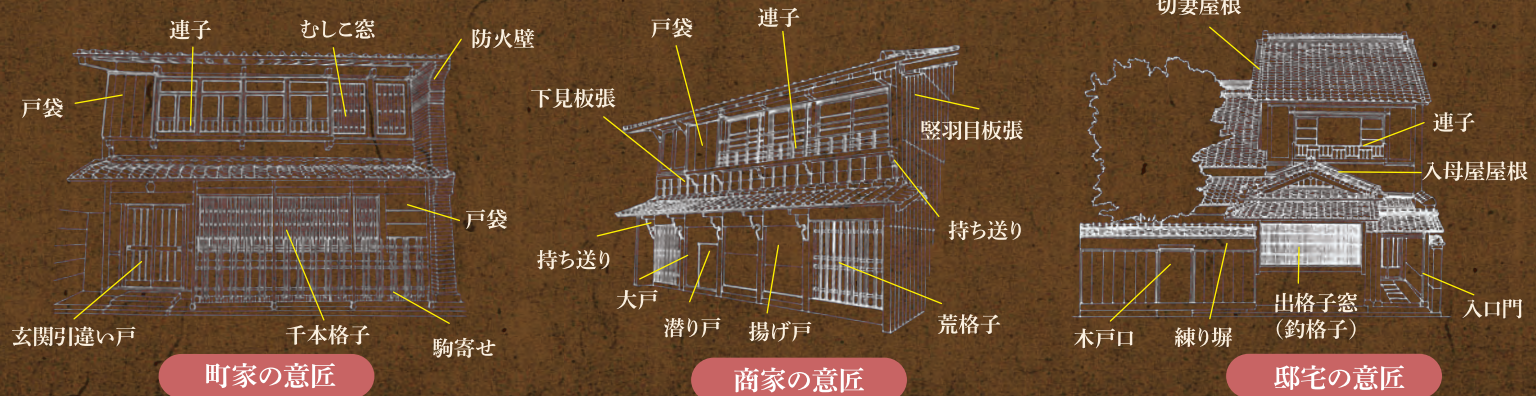 連子
むしこ窓
防火壁
戸袋
戸袋
玄関引違い戸
千本格子
駒寄せ
町家の意匠
連子
戸袋
下見板張
竪羽目板張
持ち送り
持ち送り
大戸
潜り戸
揚げ戸
荒格子
商家の意匠
切妻屋根
連子
入母屋屋根
出格子窓
（釣格子）
入口門
木戸口
練り塀
邸宅の意匠